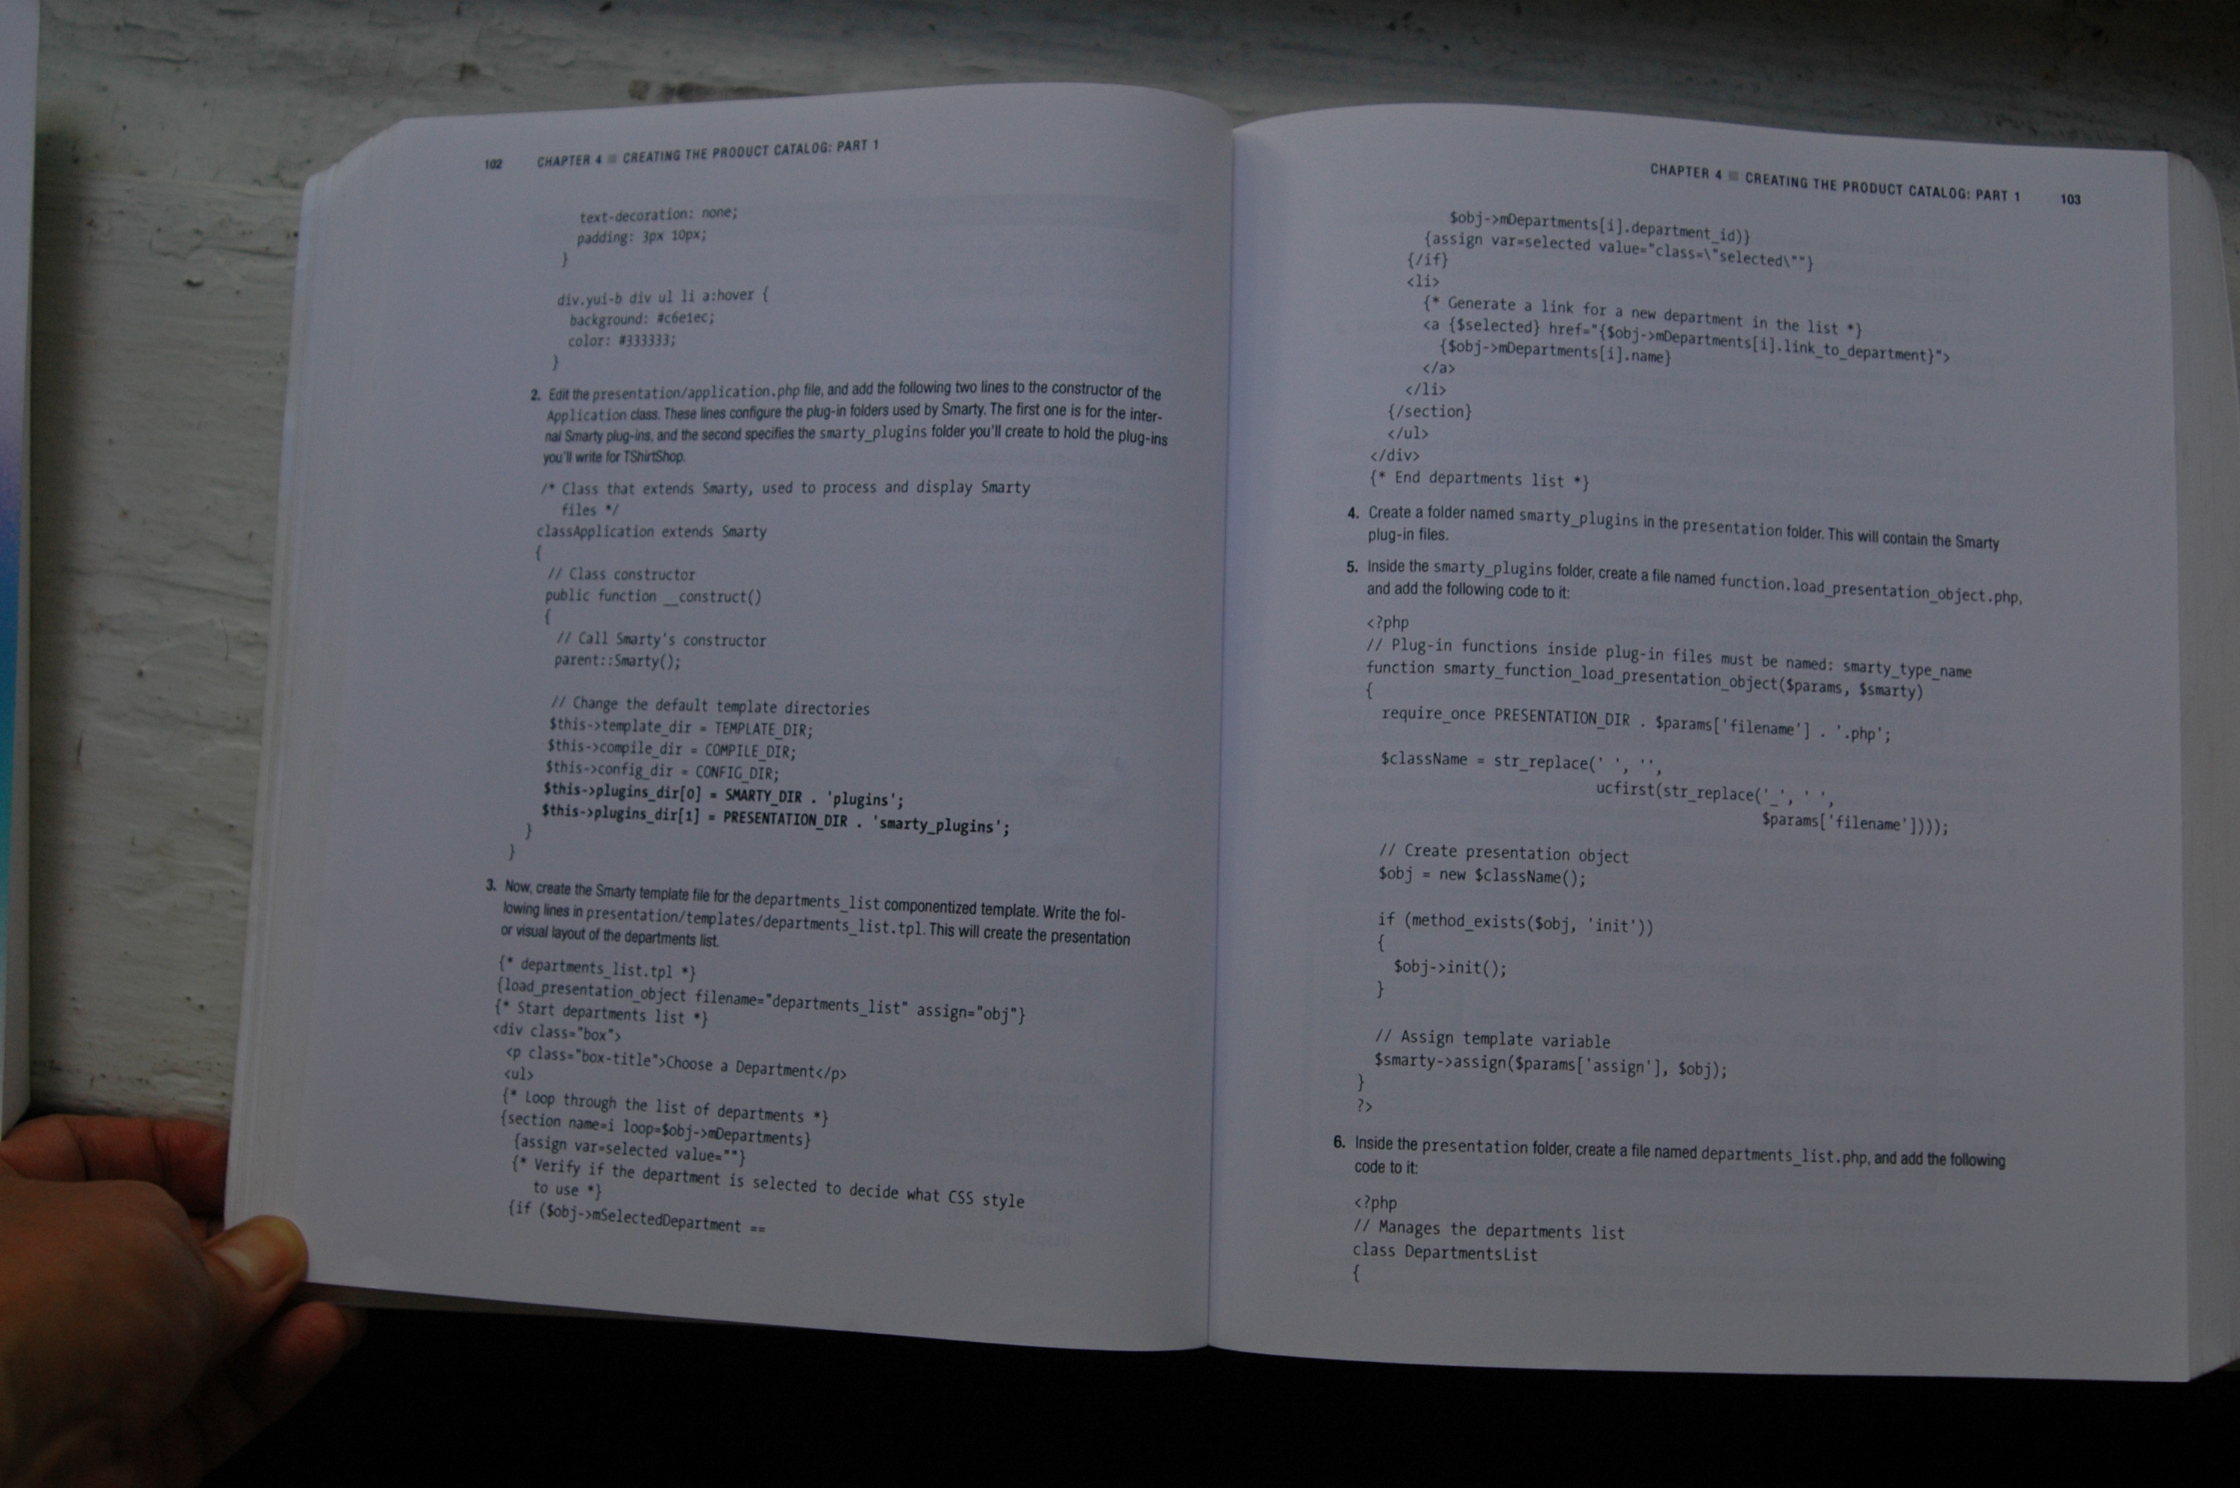 102 CHAPTER 4 ■ CREATING THE PRODUCT CATALOG: PART 1
text-decoration: none;
padding: 3px 10px;
}
div.yui-b div ul li a:hover {
background: #c6e1ec;
color: #333333;
}
2. Edit the presentation/application.php file, and add the following two lines to the constructor of the
Application class. These lines configure the plug-in folders used by Smarty. The first one is for the inter-
nal Smarty plug-ins, and the second specifies the smarty_plugins folder you'll create to hold the plug-ins
you'll write for TShirtShop.
/* Class that extends Smarty, used to process and display Smarty
files */
classApplication extends Smarty
{
// Class constructor
public function __construct()
{
// Call Smarty's constructor
parent::Smarty();
// Change the default template directories
$this->template_dir = TEMPLATE_DIR;
$this->compile_dir = COMPILE_DIR;
$this->config_dir = CONFIG_DIR;
$this->plugins_dir[0] = SMARTY_DIR . 'plugins';
$this->plugins_dir[1] = PRESENTATION_DIR . 'smarty_plugins';
}
}
3. Now, create the Smarty template file for the departments_list componentized template. Write the fol-
lowing lines in presentation/templates/departments_list.tpl. This will create the presentation
or visual layout of the departments list.
{* departments_list.tpl *}
{load_presentation_object filename="departments_list" assign="obj"}
{* Start departments list *}
<div class="box">
<p class="box-title">Choose a Department</p>
<ul>
{* Loop through the list of departments *}
{section name=i loop=$obj->mDepartments}
{assign var=selected value=""}
{* Verify if the department is selected to decide what CSS style
to use *}
{if ($obj->mSelectedDepartment ==
CHAPTER 4 ■ CREATING THE PRODUCT CATALOG: PART 1 103
$obj->mDepartments[i].department_id)}
{assign var=selected value="class=\"selected\""}
{/if}
<li>
{* Generate a link for a new department in the list *}
<a {$selected} href="{$obj->mDepartments[i].link_to_department}">
{$obj->mDepartments[i].name}
</a>
</li>
{/section}
</ul>
</div>
{* End departments list *}
4. Create a folder named smarty_plugins in the presentation folder. This will contain the Smarty
plug-in files.
5. Inside the smarty_plugins folder, create a file named function.load_presentation_object.php,
and add the following code to it:
<?php
// Plug-in functions inside plug-in files must be named: smarty_type_name
function smarty_function_load_presentation_object($params, $smarty)
{
require_once PRESENTATION_DIR . $params['filename'] . '.php';
$className = str_replace(' ', '',
ucfirst(str_replace('_', ' ',
$params['filename'])));
// Create presentation object
$obj = new $className();
if (method_exists($obj, 'init'))
{
$obj->init();
}
// Assign template variable
$smarty->assign($params['assign'], $obj);
}
?>
6. Inside the presentation folder, create a file named departments_list.php, and add the following
code to it:
<?php
// Manages the departments list
class DepartmentsList
{